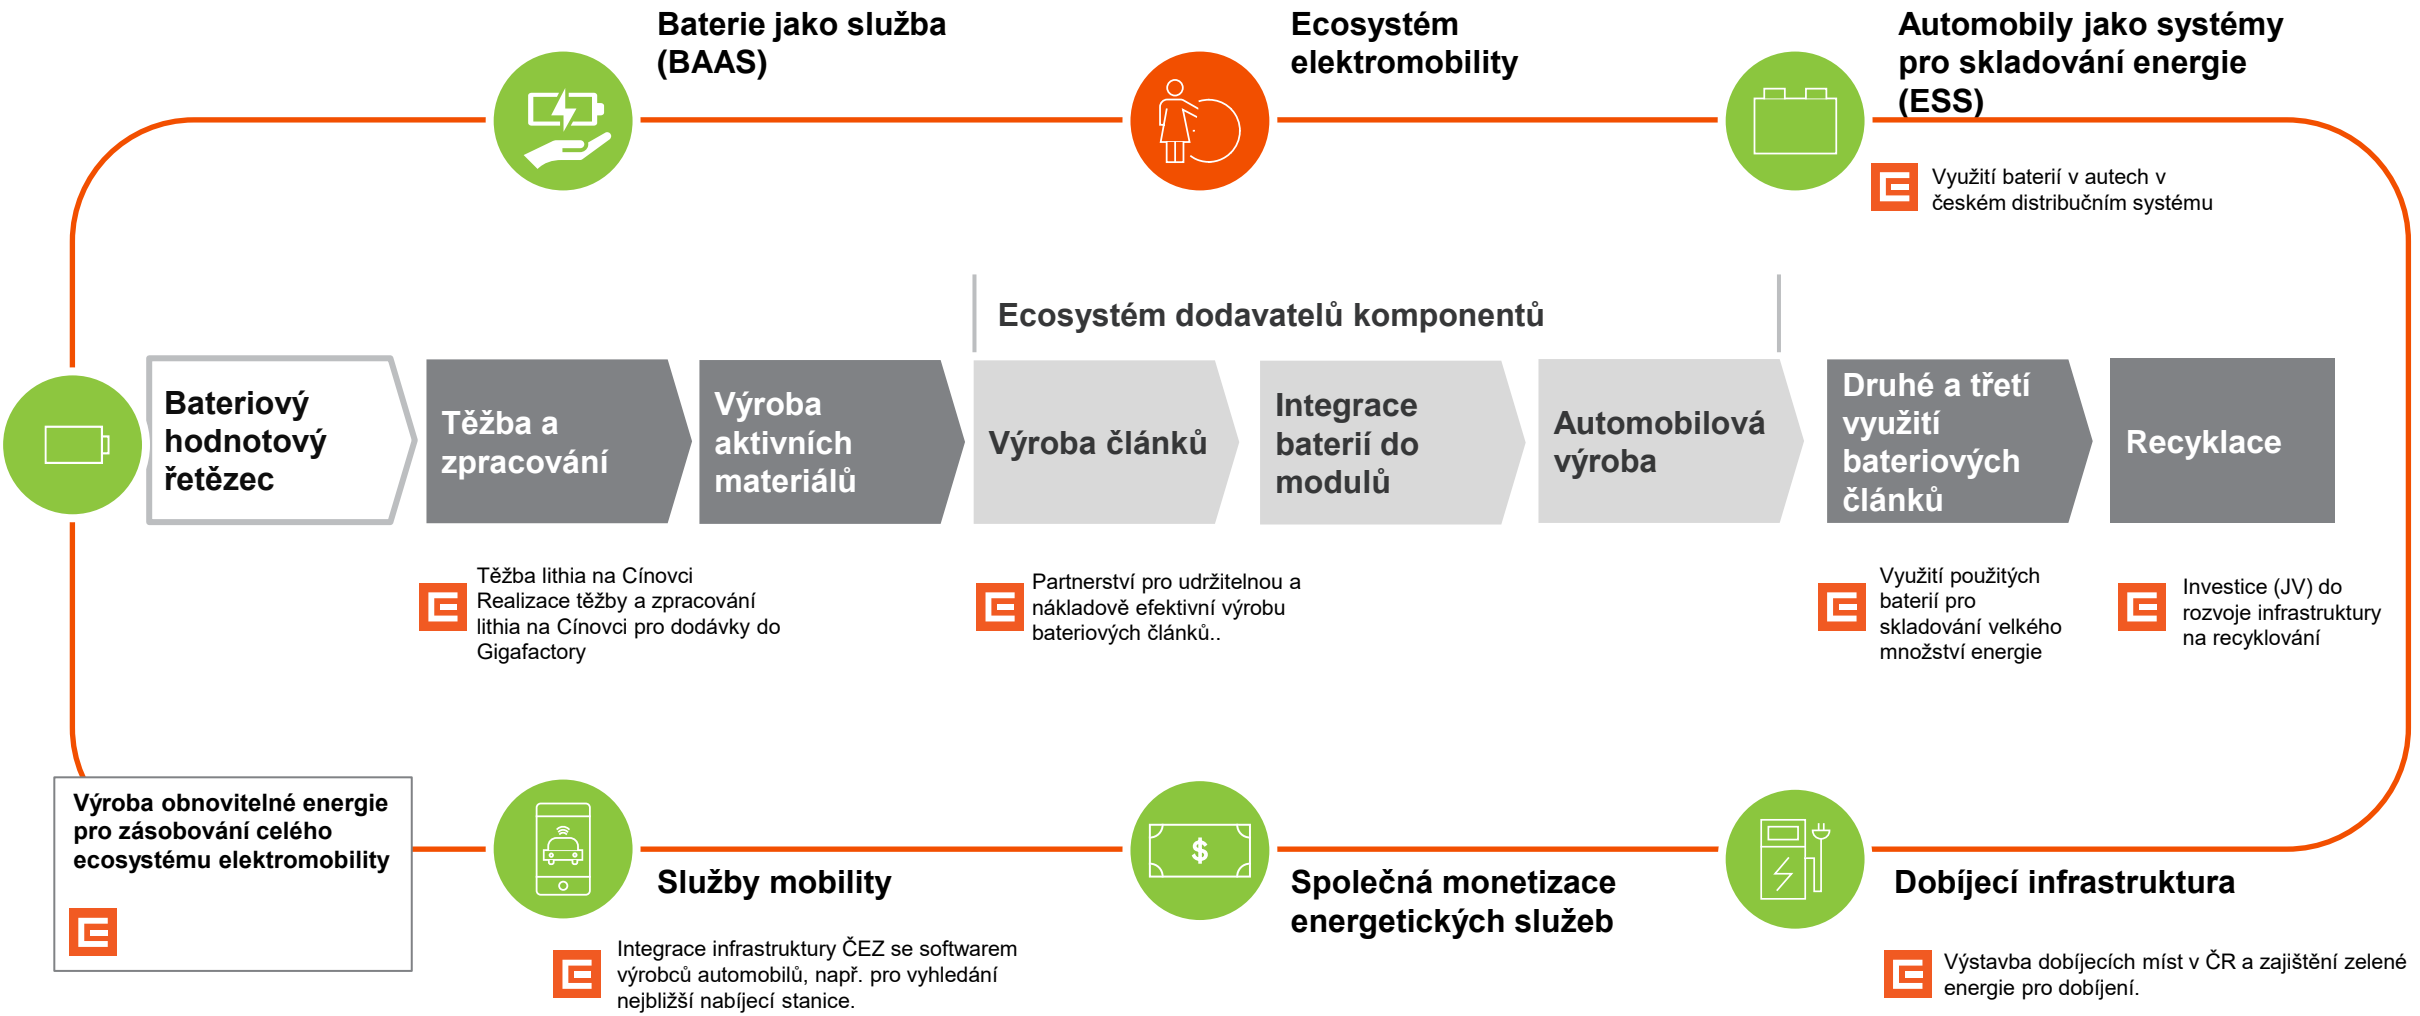 Baterie jako služba
(BAAS)
Ecosystém
elektromobility
Automobily jako systémy
pro skladování energie
(ESS)
Využití baterií v autech v
českém distribučním systému
Ecosystém dodavatelů komponentů
Bateriový
hodnotový
řetězec
Těžba a
zpracování
Výroba
aktivních
materiálů
Výroba článků
Integrace
baterií do
modulů
Automobilová
výroba
Druhé a třetí
využití
bateriových
článků
Recyklace
Těžba lithia na Cínovci
Realizace těžby a zpracování
lithia na Cínovci pro dodávky do
Gigafactory
Partnerství pro udržitelnou a
nákladově efektivní výrobu
bateriových článků..
Využití použitých
baterií pro
skladování velkého
množství energie
Investice (JV) do
rozvoje infrastruktury
na recyklování
Výroba obnovitelné energie
pro zásobování celého
ecosystému elektromobility
Služby mobility
Integrace infrastruktury ČEZ se softwarem
výrobců automobilů, např. pro vyhledání
nejbližší nabíjecí stanice.
$
Společná monetizace
energetických služeb
Dobíjecí infrastruktura
Výstavba dobíjecích míst v ČR a zajištění zelené
energie pro dobíjení.